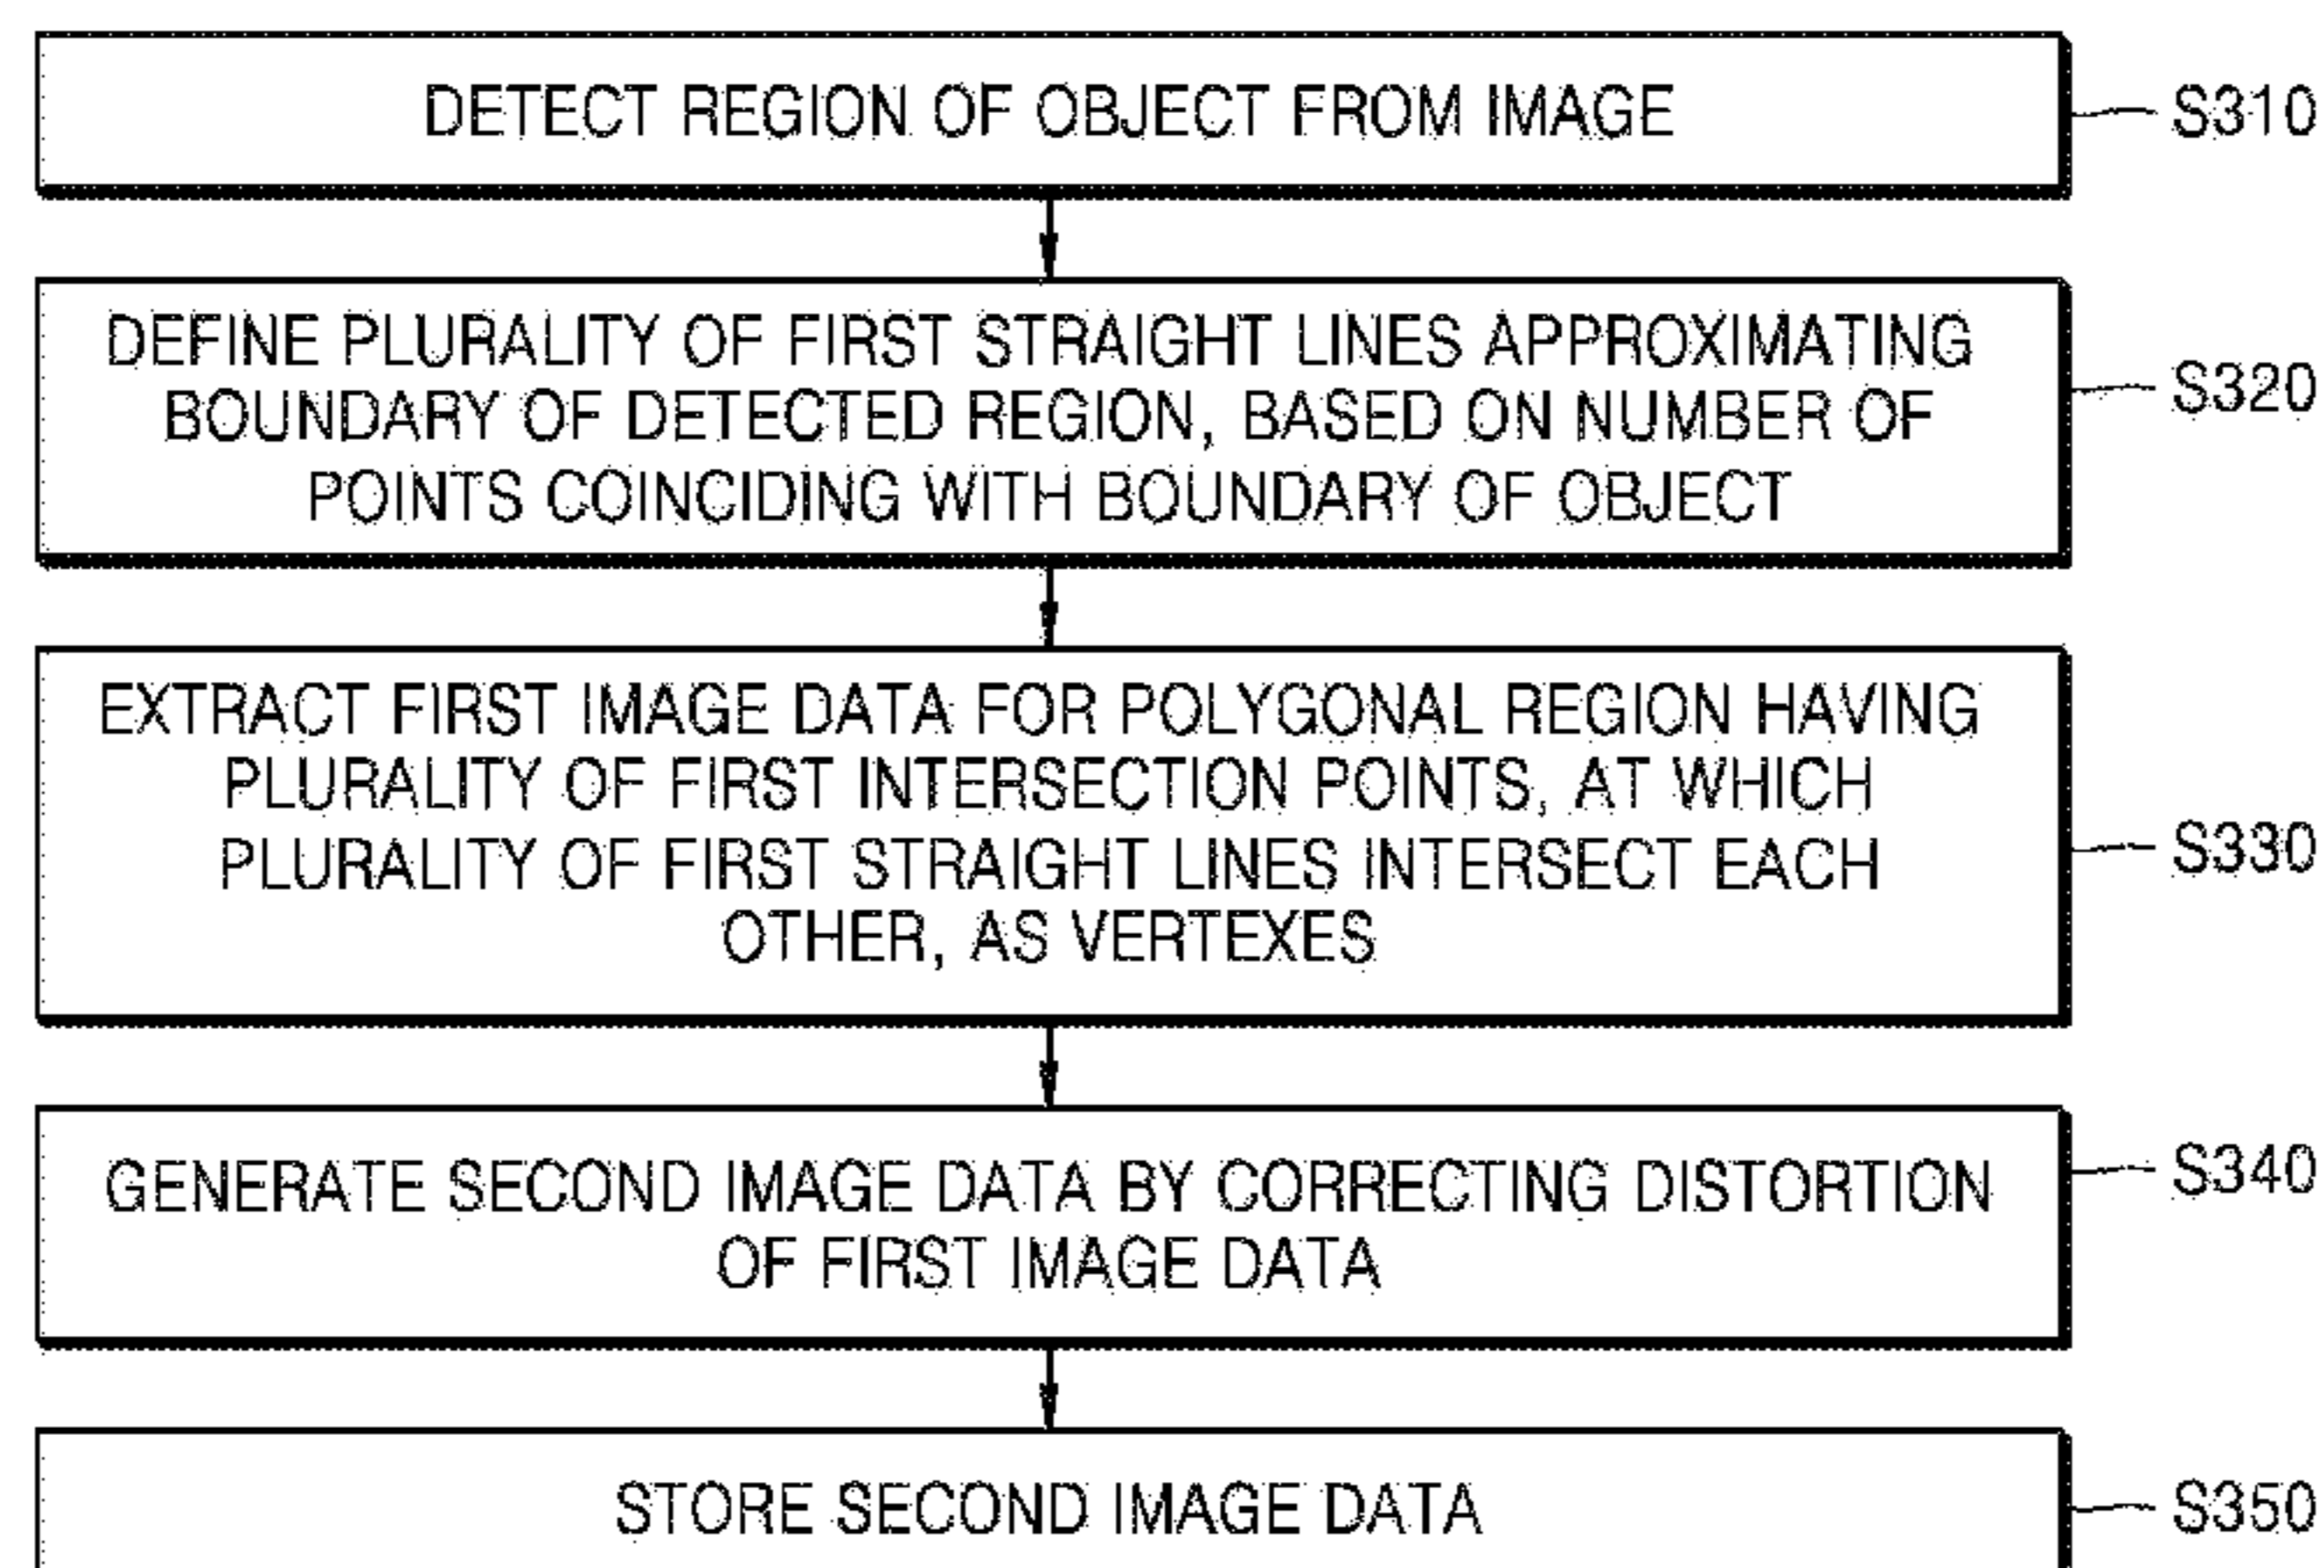 DETECT REGION OF OBJECT FROM IMAGE
S310
DEFINE PLURALITY OF FIRST STRAIGHT LINES APPROXIMATING
BOUNDARY OF DETECTED REGION, BASED ON NUMBER OF
POINTS COINCIDING WITH BOUNDARY OF OBJECT
S320
EXTRACT FIRST IMAGE DATA FOR POLYGONAL REGION HAVING
PLURALITY OF FIRST INTERSECTION POINTS, AT WHICH
PLURALITY OF FIRST STRAIGHT LINES INTERSECT EACH
OTHER, AS VERTEXES
S330
GENERATE SECOND IMAGE DATA BY CORRECTING DISTORTION
OF FIRST IMAGE DATA
S340
STORE SECOND IMAGE DATA
S350